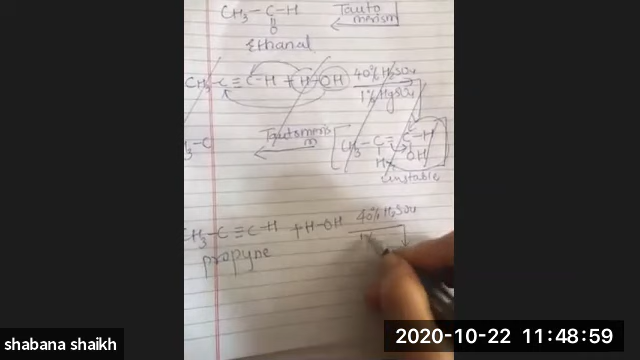 CH₃-C-H Tauto
‖ merism
O
Ethanal
CH₃-C≡C-H + H-OH 40% H₂SO₄
1% HgSO₄
-C Tautomeris CH₃-C=C-H
m H OH
Unstable
CH₃-C≡C-H + H-OH 40% H₂SO₄
propyne 1%
shabana shaikh
2020-10-22 11:48:59